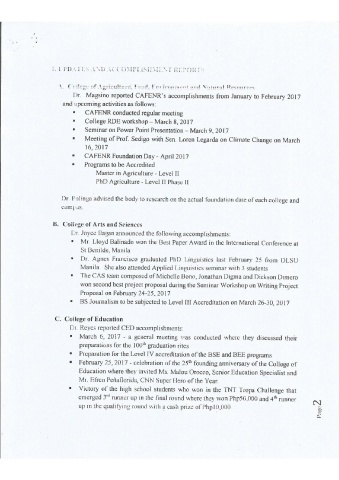 I. UPDATES AND ACCOMPLISHMENT REPORTS
A. College of Agriculture, Food, Environment and Natural Resources
Dr. Magsino reported CAFENR's accomplishments from January to February 2017
and upcoming activities as follows:
• CAFENR conducted regular meeting
• College RDE workshop – March 8, 2017
• Seminar on Power Point Presentation – March 9, 2017
• Meeting of Prof. Sedigo with Sen. Loren Legarda on Climate Change on March
16, 2017
• CAFENR Foundation Day - April 2017
• Programs to be Accredited
Master in Agriculture - Level II
PhD Agriculture - Level II Phase II
Dr. advised the body to research on the actual foundation date of each college and
campus.
B. College of Arts and Sciences
Dr. Joyce announced the following accomplishments:
• Mr. Lloyd Balinado won the Best Paper Award in the International Conference at
St Benilde, Manila
• Dr. Agnes Francisco graduated PhD Linguistics last February 25 from DLSU
Manila. She also attended Applied Linguistics seminar with 3 students
• The CAS team composed of Michelle Bono, Jonathan Digma and Dickson Dimero
won second best project proposal during the Seminar Workshop on Writing Project
Proposal on February 24-25, 2017
• BS Journalism to be subjected to Level III Accreditation on March 26-30, 2017
C. College of Education
Dr. Reyes reported CED accomplishments:
• March 6, 2017 - a general meeting was conducted where they discussed their
preparations for the 100th graduation rites
• Preparation for the Level IV accreditation of the BSE and BEE programs
• February 25, 2017 - celebration of the 25th founding anniversary of the College of
Education where they invited Ms. Malou Orozco, Senior Education Specialist and
Mr. Efren Peñaflorida, CNN Super Hero of the Year.
• Victory of the high school students who won in the TNT Tropa Challenge that
emerged 3rd runner up in the final round where they won Php50,000 and 4th runner
up in the qualifying round with a cash prize of Php10,000
Page 2